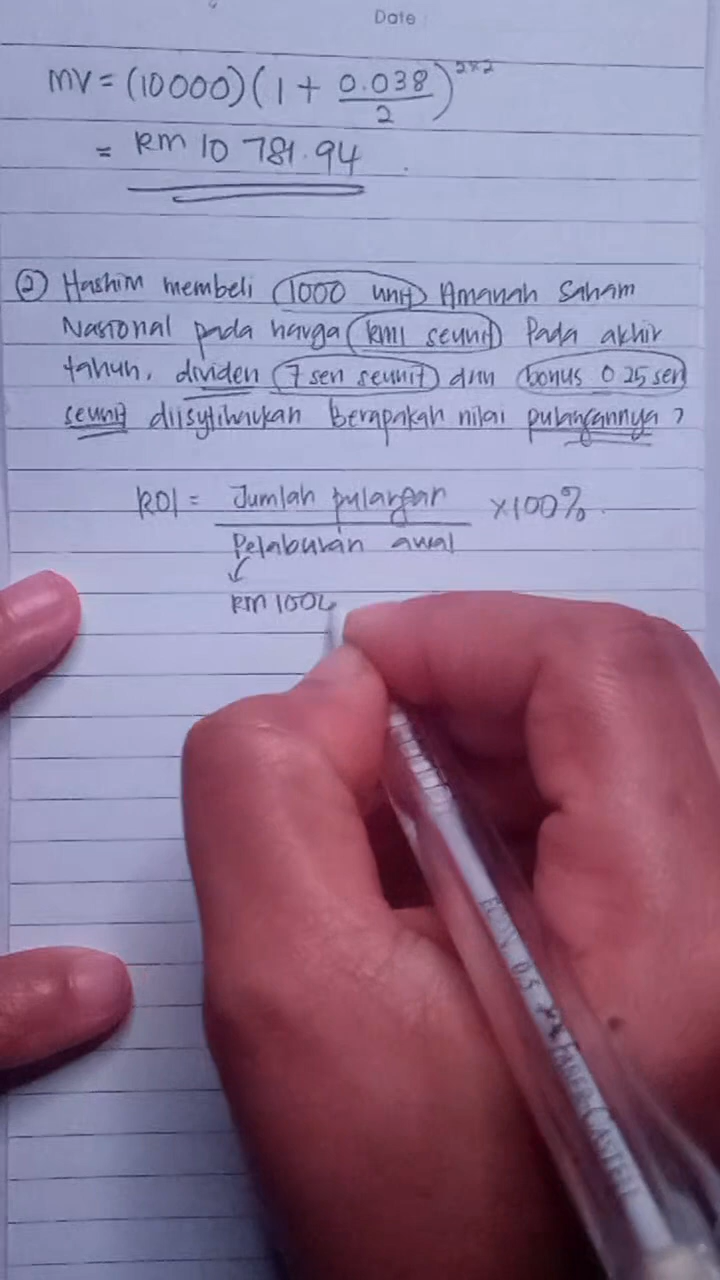 Date
MV = (10000)(1 + 0.038/2)^2×2
= RM 10 781.94
② Hashim membeli 1000 unit Amanah Saham
Nasional pada harga RM1 seunit Pada akhir
tahun, dividen 7 sen seunit dan bonus 0.25 sen
seunit diisytiharkan Berapakah nilai pulangannya?
ROI = Jumlah pulangan
× 100%
Pelaburan awal
RM 1000
FABER-CASTELL